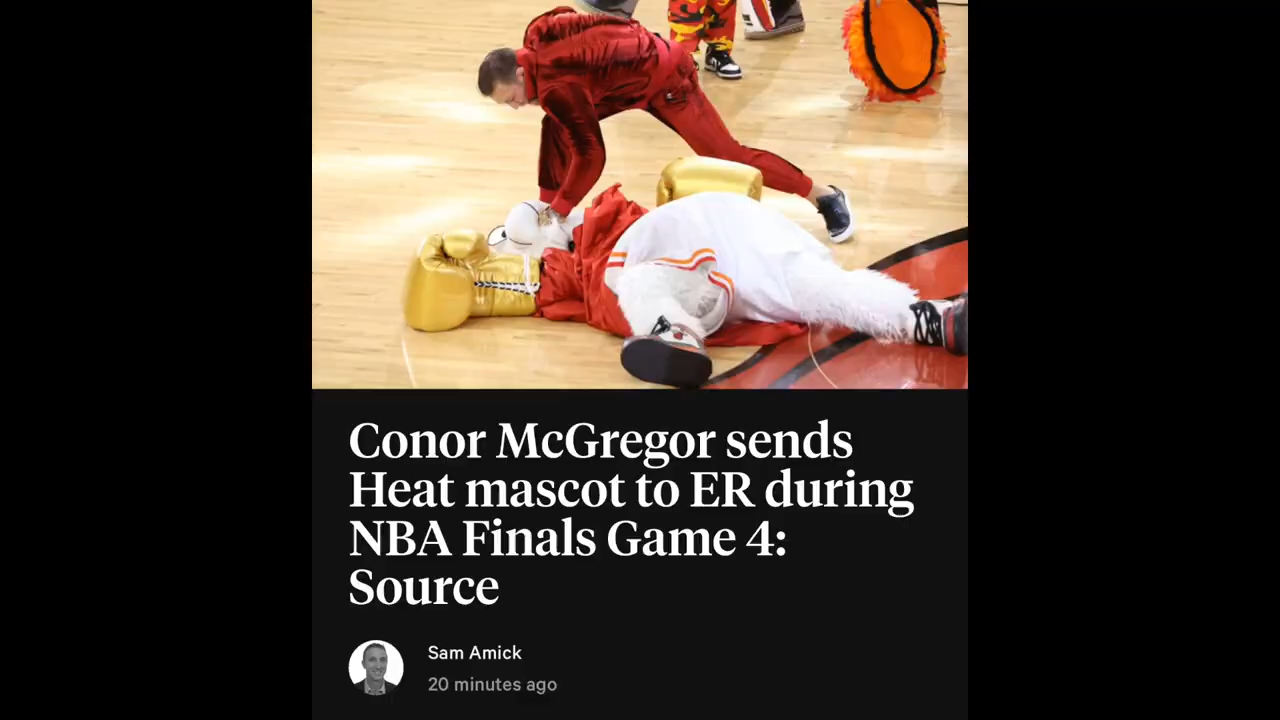 Conor McGregor sends
Heat mascot to ER during
NBA Finals Game 4:
Source
Sam Amick
20 minutes ago